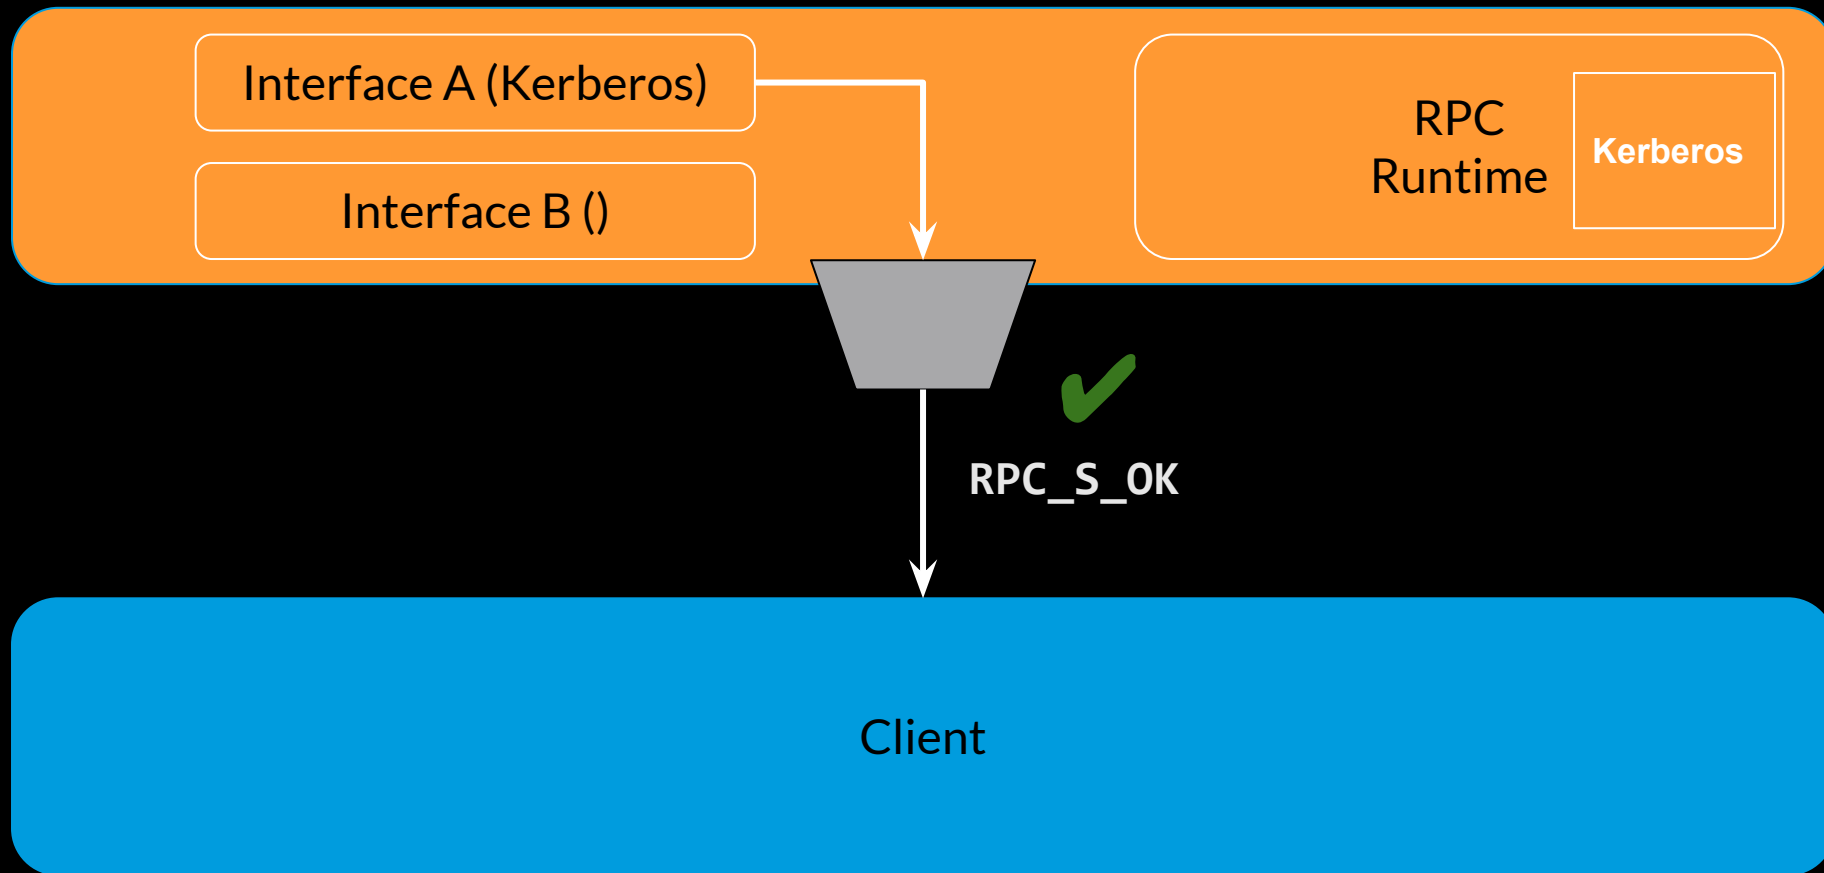 Interface A (Kerberos)
Interface B ()
RPC
Runtime
Kerberos
RPC_S_OK
Client